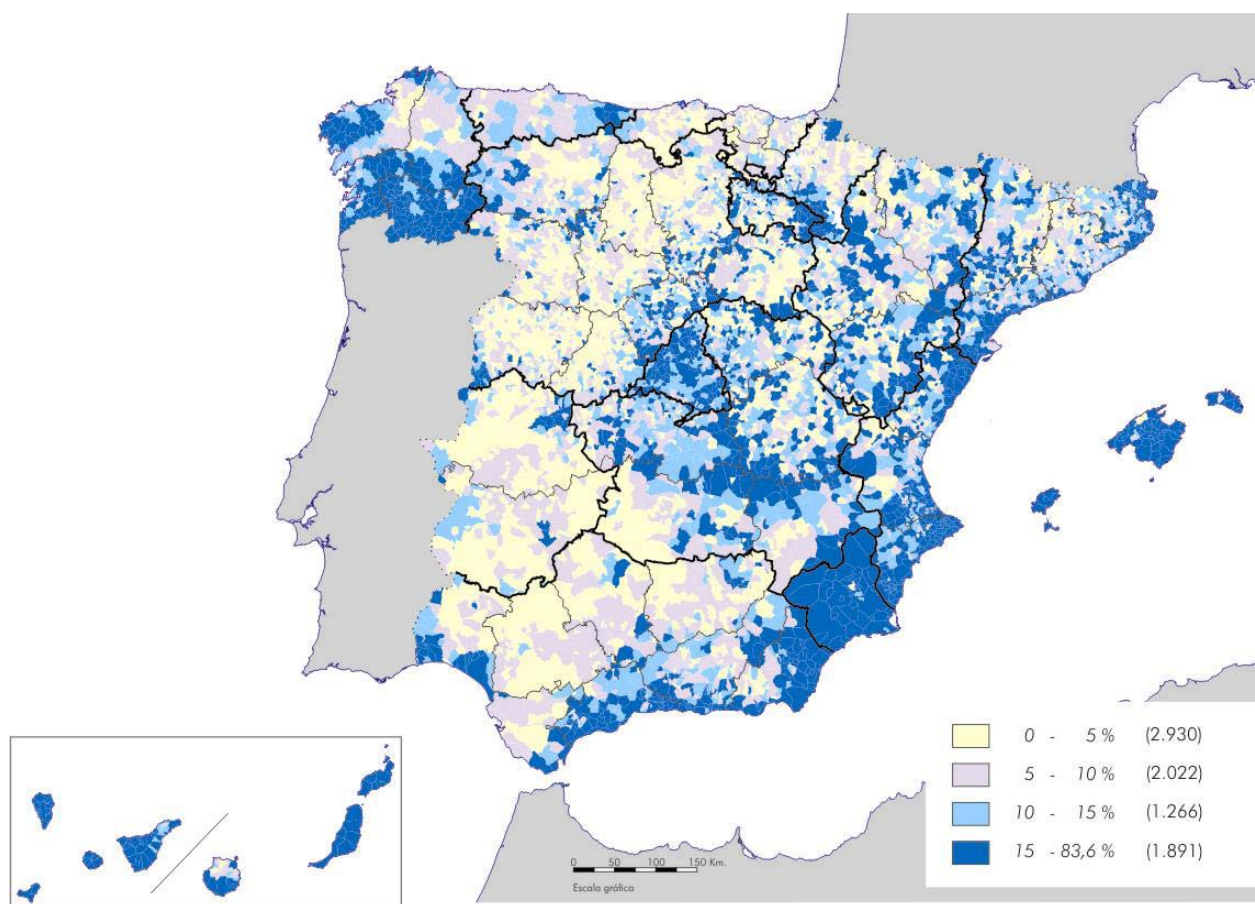 0 - 5 % (2.930)
5 - 10 % (2.022)
10 - 15 % (1.266)
15 - 83,6 % (1.891)
0 50 100 150 Km.
Escala gráfica